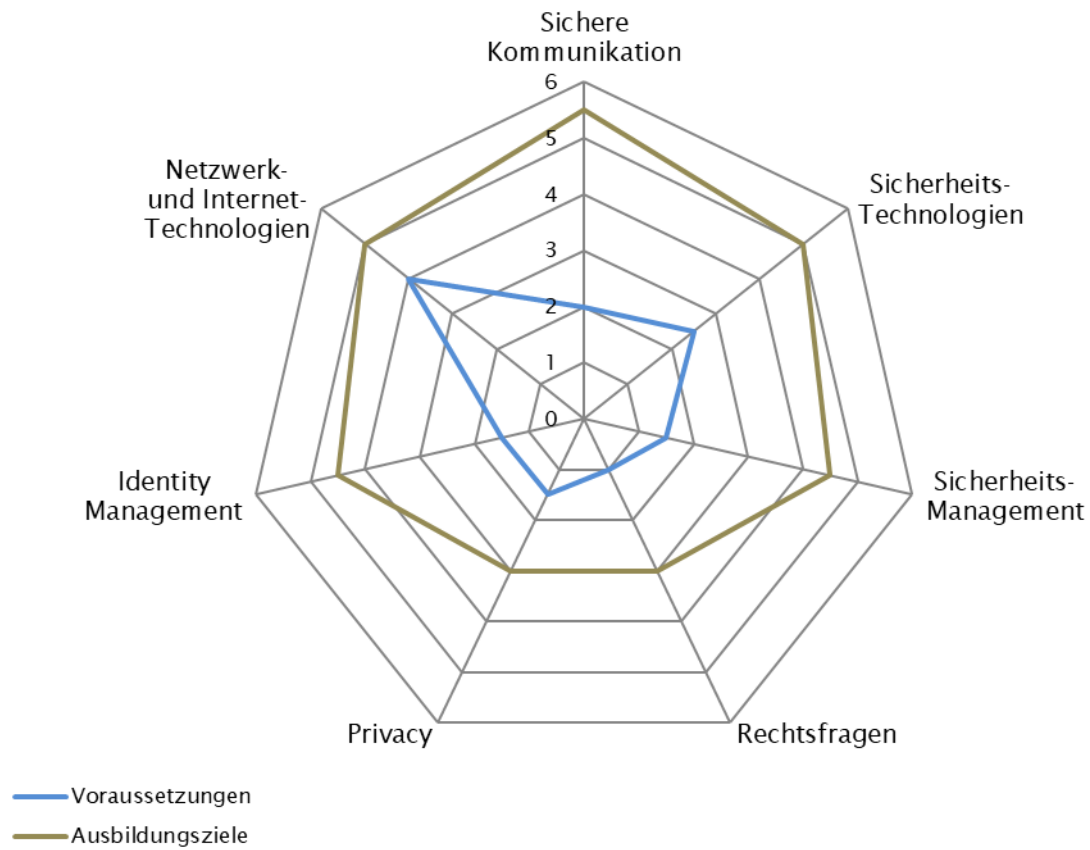 Sichere
Kommunikation
6
5
4
3
2
1
0
Netzwerk-
und Internet-
Technologien
Sicherheits-
Technologien
Identity
Management
Sicherheits-
Management
Privacy
Rechtsfragen
Voraussetzungen
Ausbildungsziele